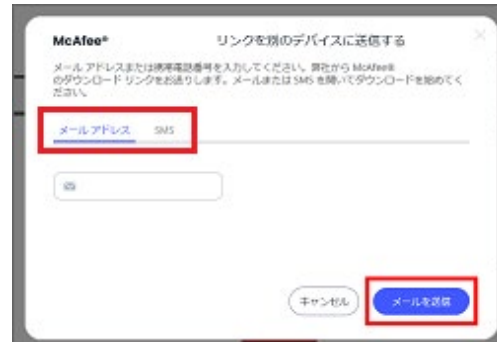 McAfee®
リンクを別のデバイスに送信する
メール アドレスまたは携帯電話番号を入力してください。弊社から McAfee®
のダウンロード リンクをお送りします。メールまたは SMS を開いてダウンロードを始めてく
ださい。
メール アドレス SMS
キャンセル メールを送信